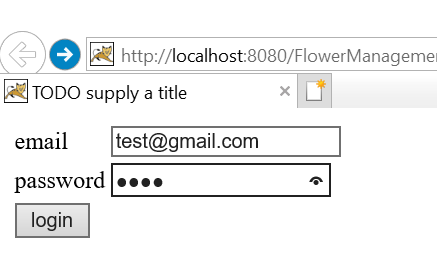 http://localhost:8080/FlowerManageme
TODO supply a title
email test@gmail.com
password ●●●●
login